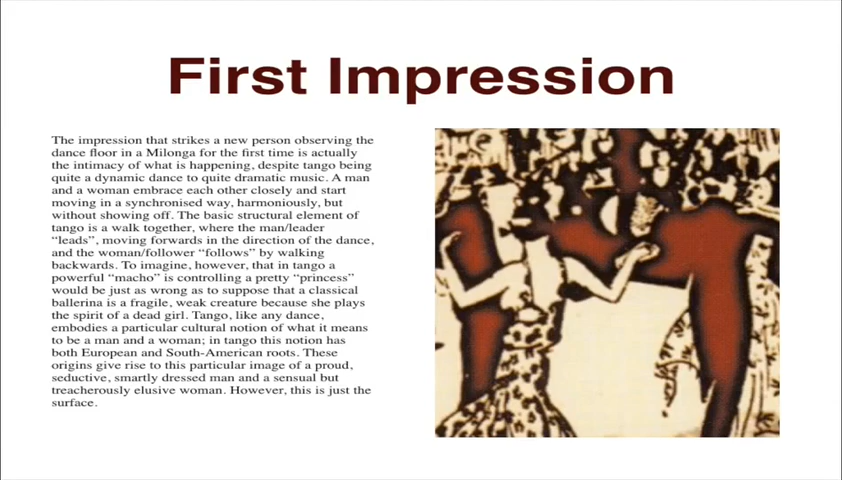 First Impression
The impression that strikes a new person observing the
dance floor in a Milonga for the first time is actually
the intimacy of what is happening, despite tango being
quite a dynamic dance to quite dramatic music. A man
and a woman embrace each other closely and start
moving in a synchronised way, harmoniously, but
without showing off. The basic structural element of
tango is a walk together, where the man/leader
“leads”, moving forwards in the direction of the dance,
and the woman/follower “follows” by walking
backwards. To imagine, however, that in tango a
powerful “macho” is controlling a pretty “princess”
would be just as wrong as to suppose that a classical
ballerina is a fragile, weak creature because she plays
the spirit of a dead girl. Tango, like any dance,
embodies a particular cultural notion of what it means
to be a man and a woman; in tango this notion has
both European and South-American roots. These
origins give rise to this particular image of a proud,
seductive, smartly dressed man and a sensual but
treacherously elusive woman. However, this is just the
surface.